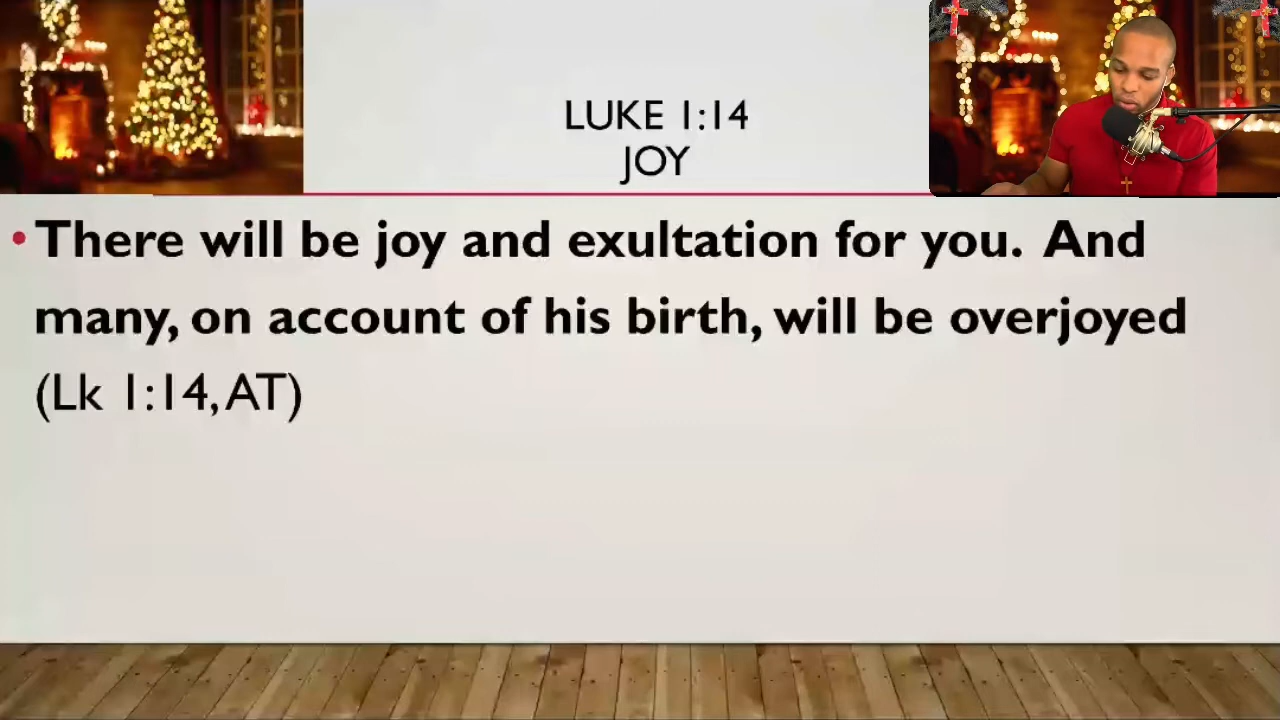 LUKE 1:14
JOY
• There will be joy and exultation for you.  And
many, on account of his birth, will be overjoyed
(Lk 1:14, AT)